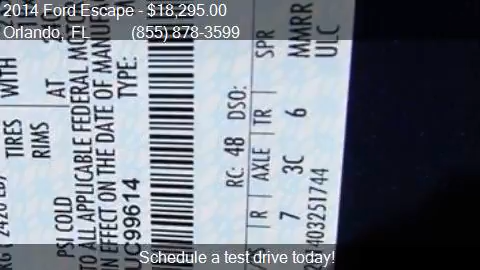 2014 Ford Escape - $18,295.00
Orlando, FL (855) 878-3599
WITH
TIRES
RIMS
AT
PSI COLD
TO ALL APPLICABLE FEDERAL
IN EFFECT ON THE DATE OF
UC99614 TYPE:
RC: 48 DSO:
R AXLE TR SPR
7 3C 6 MMRR
ULC
403251744
Schedule a test drive today!